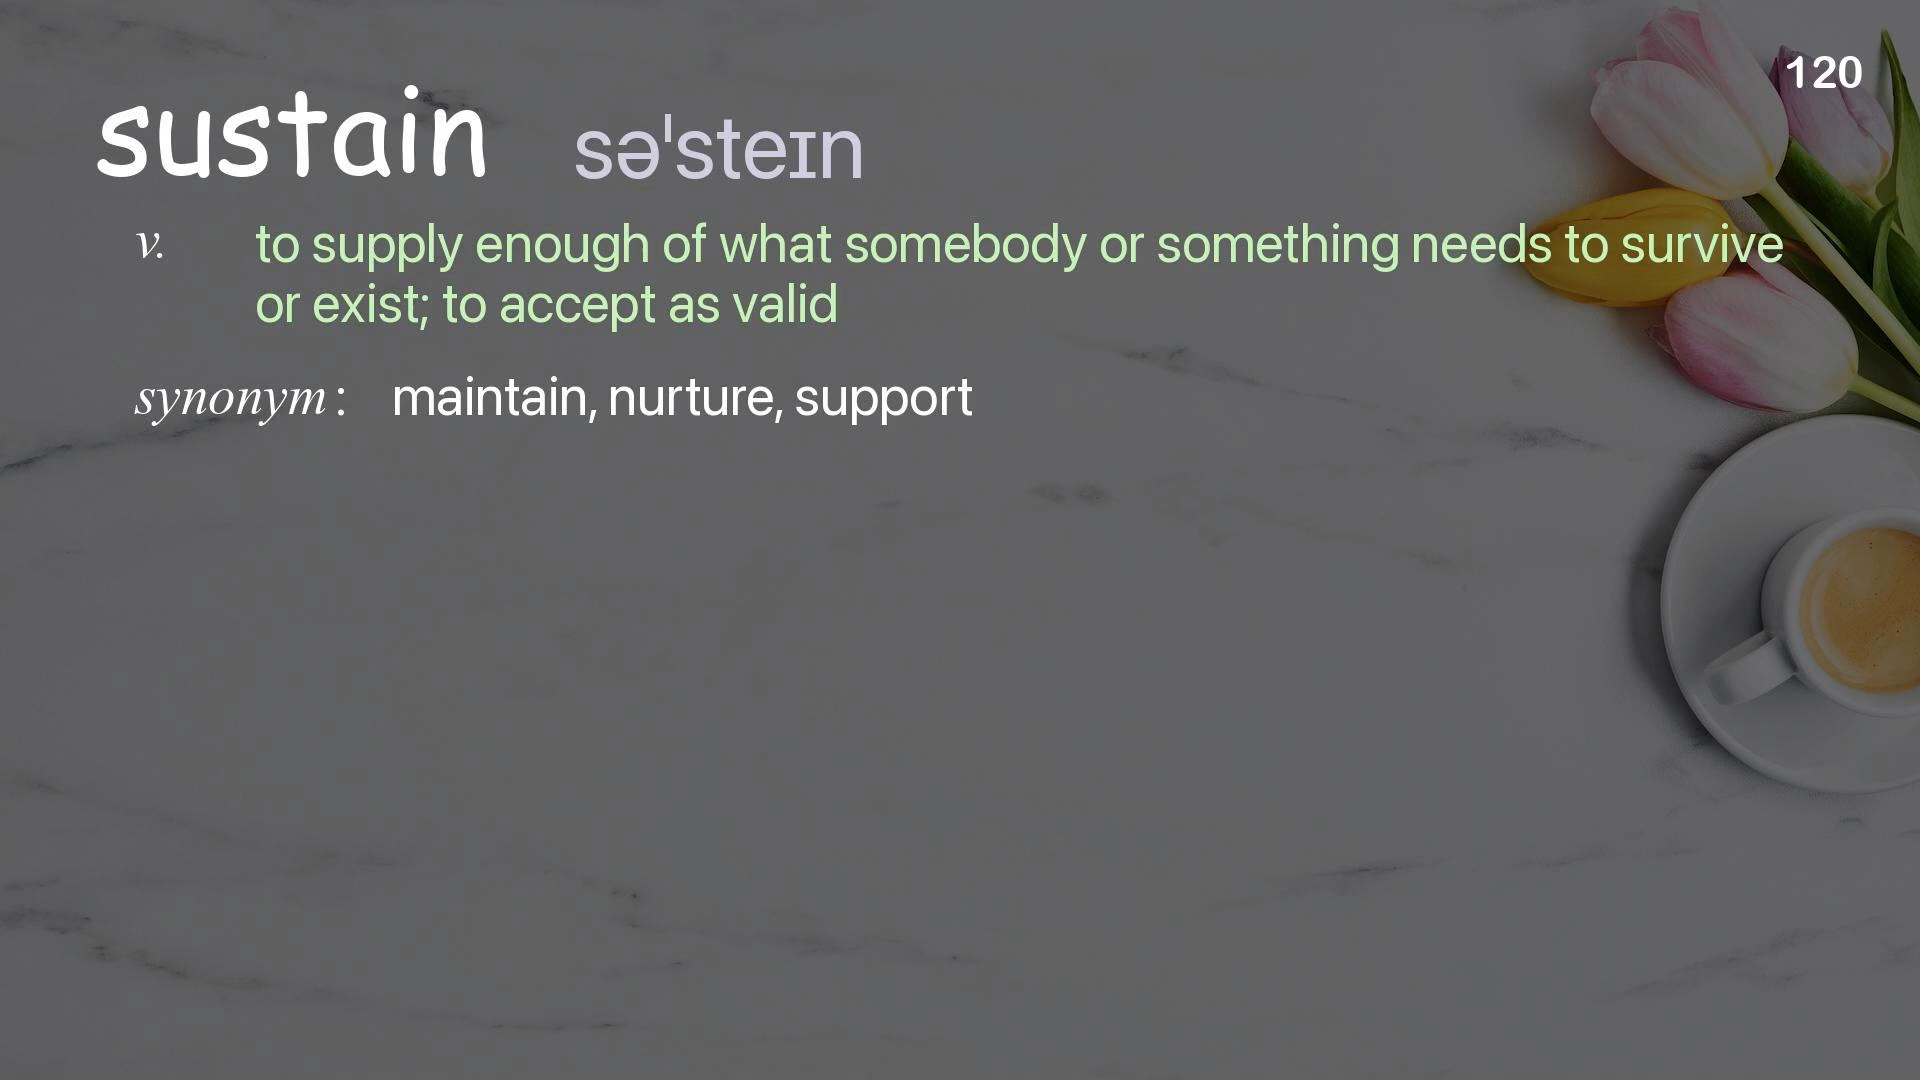 120
sustain səˈsteɪn
v. to supply enough of what somebody or something needs to survive
or exist; to accept as valid
synonym : maintain, nurture, support